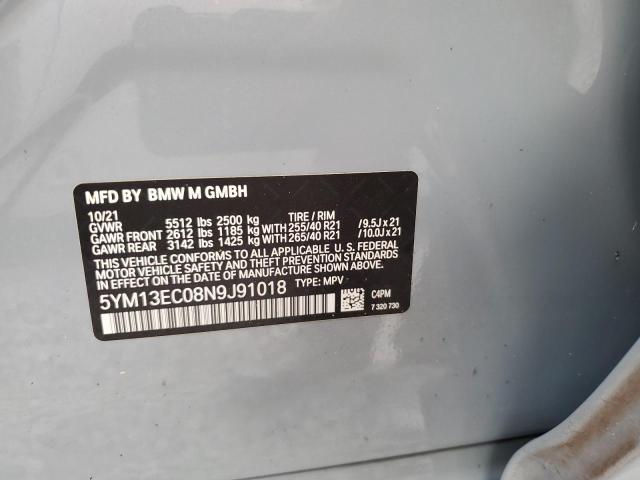 MFD BY BMW M GMBH
10/21
GVWR 5512 lbs 2500 kg TIRE / RIM
GAWR FRONT 2612 lbs 1185 kg 255/40 R21 /9.5J x 21
GAWR REAR 3142 lbs 1425 kg 265/40 R21 /10.0J x 21
THIS VEHICLE CONFORMS TO ALL APPLICABLE U.S. FEDERAL
MOTOR VEHICLE SAFETY, BUMPER, AND
THEFT PREVENTION STANDARDS IN EFFECT ON
THE DATE OF MANUFACTURE SHOWN ABOVE.
5YM13EC08N9J91018 TYPE: MPV
C4PM
7 320 730